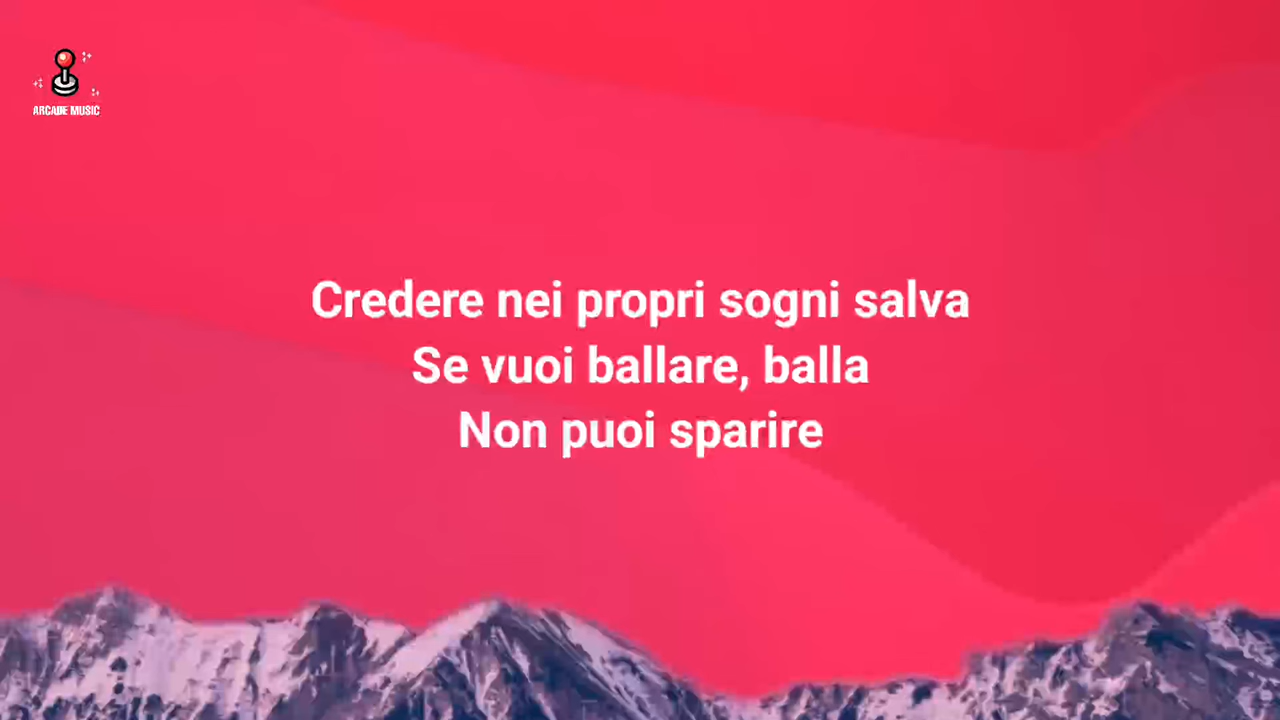 ARCADE MUSIC
Credere nei propri sogni salva
Se vuoi ballare, balla
Non puoi sparire